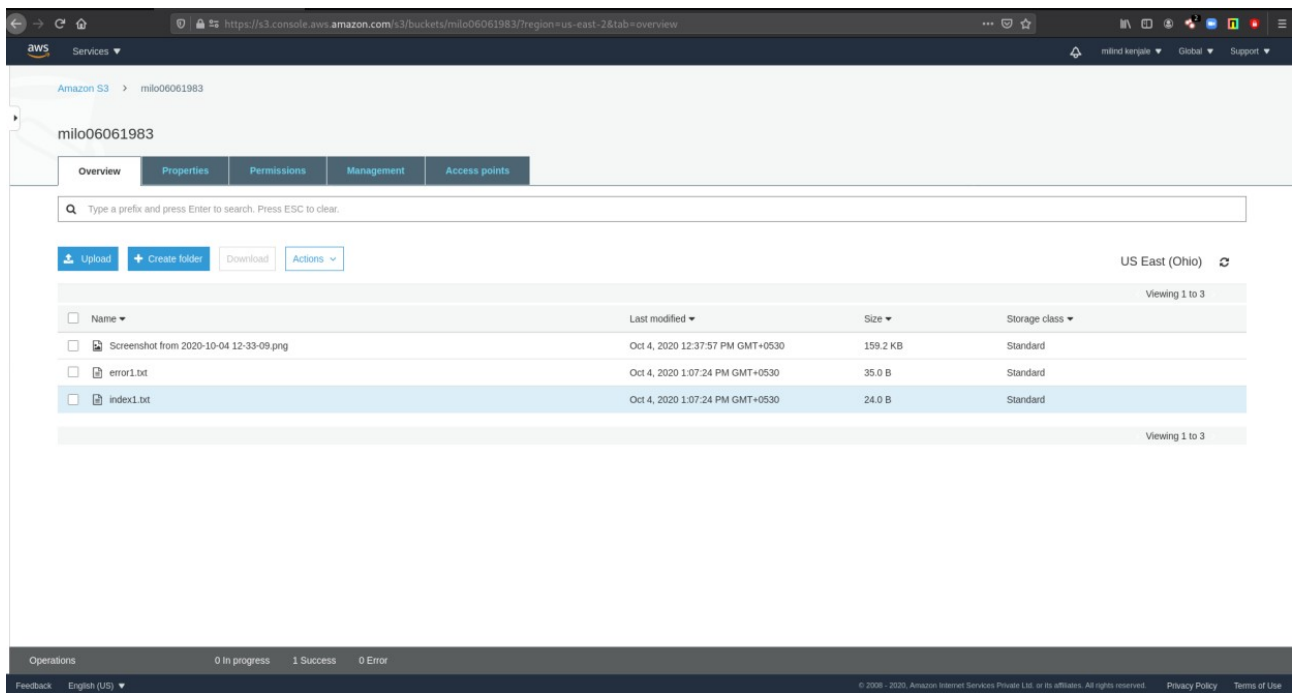 https://s3.console.aws.amazon.com/s3/buckets/milo06061983/?region=us-east-2&tab=overview
aws Services milind kenjale Global Support
Amazon S3 > milo06061983
milo06061983
Overview Properties Permissions Management Access points
Type a prefix and press Enter to search. Press ESC to clear.
Upload + Create folder Download Actions US East (Ohio)
Viewing 1 to 3
Name Last modified Size Storage class
Screenshot from 2020-10-04 12-33-09.png Oct 4, 2020 12:37:57 PM GMT+0530 159.2 KB Standard
error1.txt Oct 4, 2020 1:07:24 PM GMT+0530 35.0 B Standard
index1.txt Oct 4, 2020 1:07:24 PM GMT+0530 24.0 B Standard
Viewing 1 to 3
Operations 0 In progress 1 Success 0 Error
Feedback English (US) © 2008 - 2020, Amazon Internet Services Private Ltd. or its affiliates. All rights reserved. Privacy Policy Terms of Use